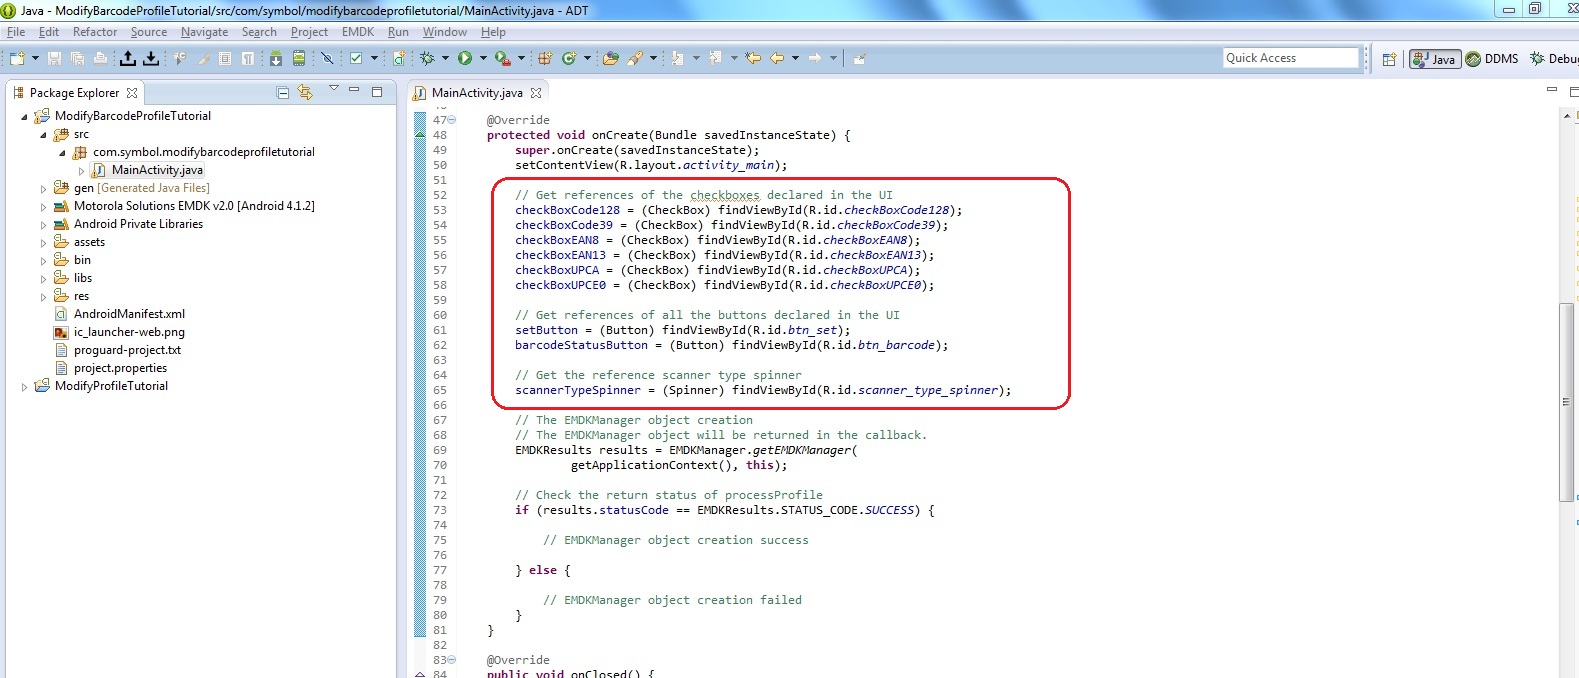 Java - ModifyBarcodeProfileTutorial/src/com/symbol/modifybarcodeprofiletutorial/MainActivity.java - ADT
File Edit Refactor Source Navigate Search Project EMDK Run Window Help
Quick Access Java DDMS Debu
Package Explorer
ModifyBarcodeProfileTutorial
src
com.symbol.modifybarcodeprofiletutorial
MainActivity.java
gen [Generated Java Files]
Motorola Solutions EMDK v2.0 [Android 4.1.2]
Android Private Libraries
assets
bin
libs
res
AndroidManifest.xml
ic_launcher-web.png
proguard-project.txt
project.properties
ModifyProfileTutorial
MainActivity.java
47 @Override
48 protected void onCreate(Bundle savedInstanceState) {
49 super.onCreate(savedInstanceState);
50 setContentView(R.layout.activity_main);
51
52 // Get references of the checkboxes declared in the UI
53 checkBoxCode128 = (CheckBox) findViewById(R.id.checkBoxCode128);
54 checkBoxCode39 = (CheckBox) findViewById(R.id.checkBoxCode39);
55 checkBoxEAN8 = (CheckBox) findViewById(R.id.checkBoxEAN8);
56 checkBoxEAN13 = (CheckBox) findViewById(R.id.checkBoxEAN13);
57 checkBoxUPCA = (CheckBox) findViewById(R.id.checkBoxUPCA);
58 checkBoxUPCE0 = (CheckBox) findViewById(R.id.checkBoxUPCE0);
59
60 // Get references of all the buttons declared in the UI
61 setButton = (Button) findViewById(R.id.btn_set);
62 barcodeStatusButton = (Button) findViewById(R.id.btn_barcode);
63
64 // Get the reference scanner type spinner
65 scannerTypeSpinner = (Spinner) findViewById(R.id.scanner_type_spinner);
66
67 // The EMDKManager object creation
68 // The EMDKManager object will be returned in the callback.
69 EMDKResults results = EMDKManager.getEMDKManager(
70 getApplicationContext(), this);
71
72 // Check the return status of processProfile
73 if (results.statusCode == EMDKResults.STATUS_CODE.SUCCESS) {
74
75 // EMDKManager object creation success
76
77 } else {
78
79 // EMDKManager object creation failed
80 }
81 }
82
83 @Override
84 public void onClosed() {